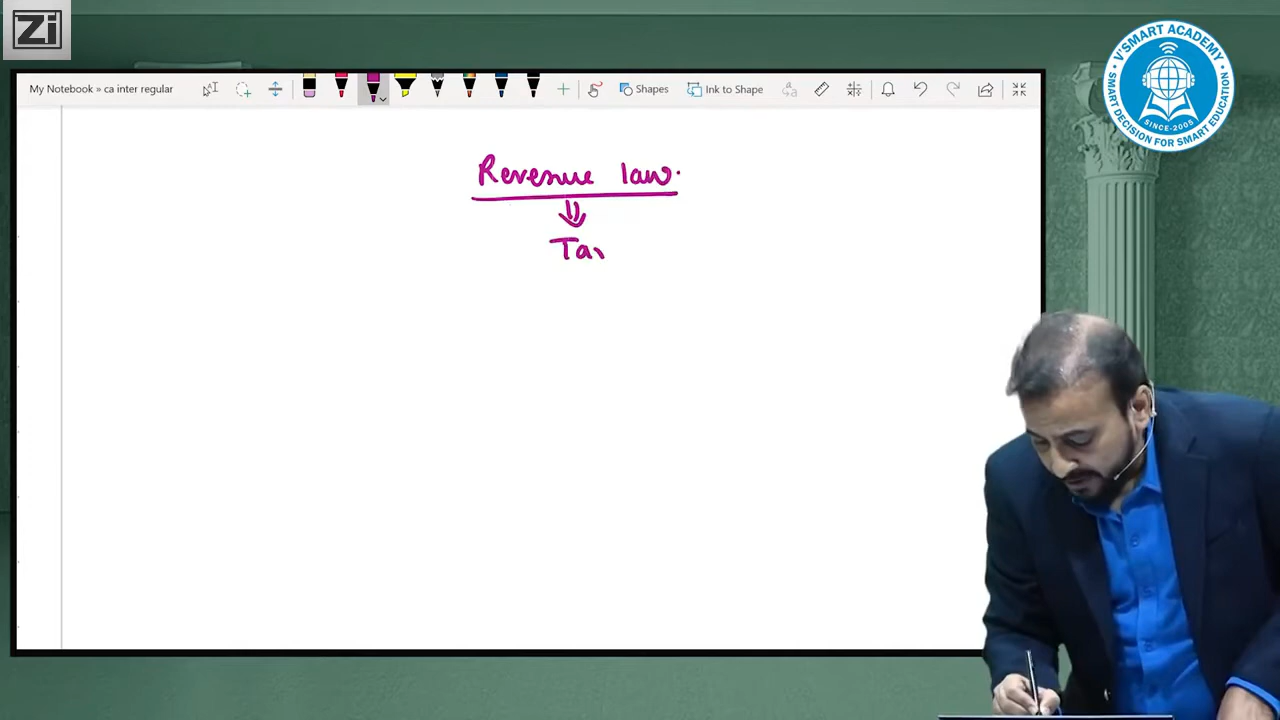 Zi
My Notebook » ca inter regular
Shapes
Ink to Shape
V'SMART ACADEMY
SINCE-2005
SMART DECISION FOR SMART EDUCATION
Revenue law.
Tax